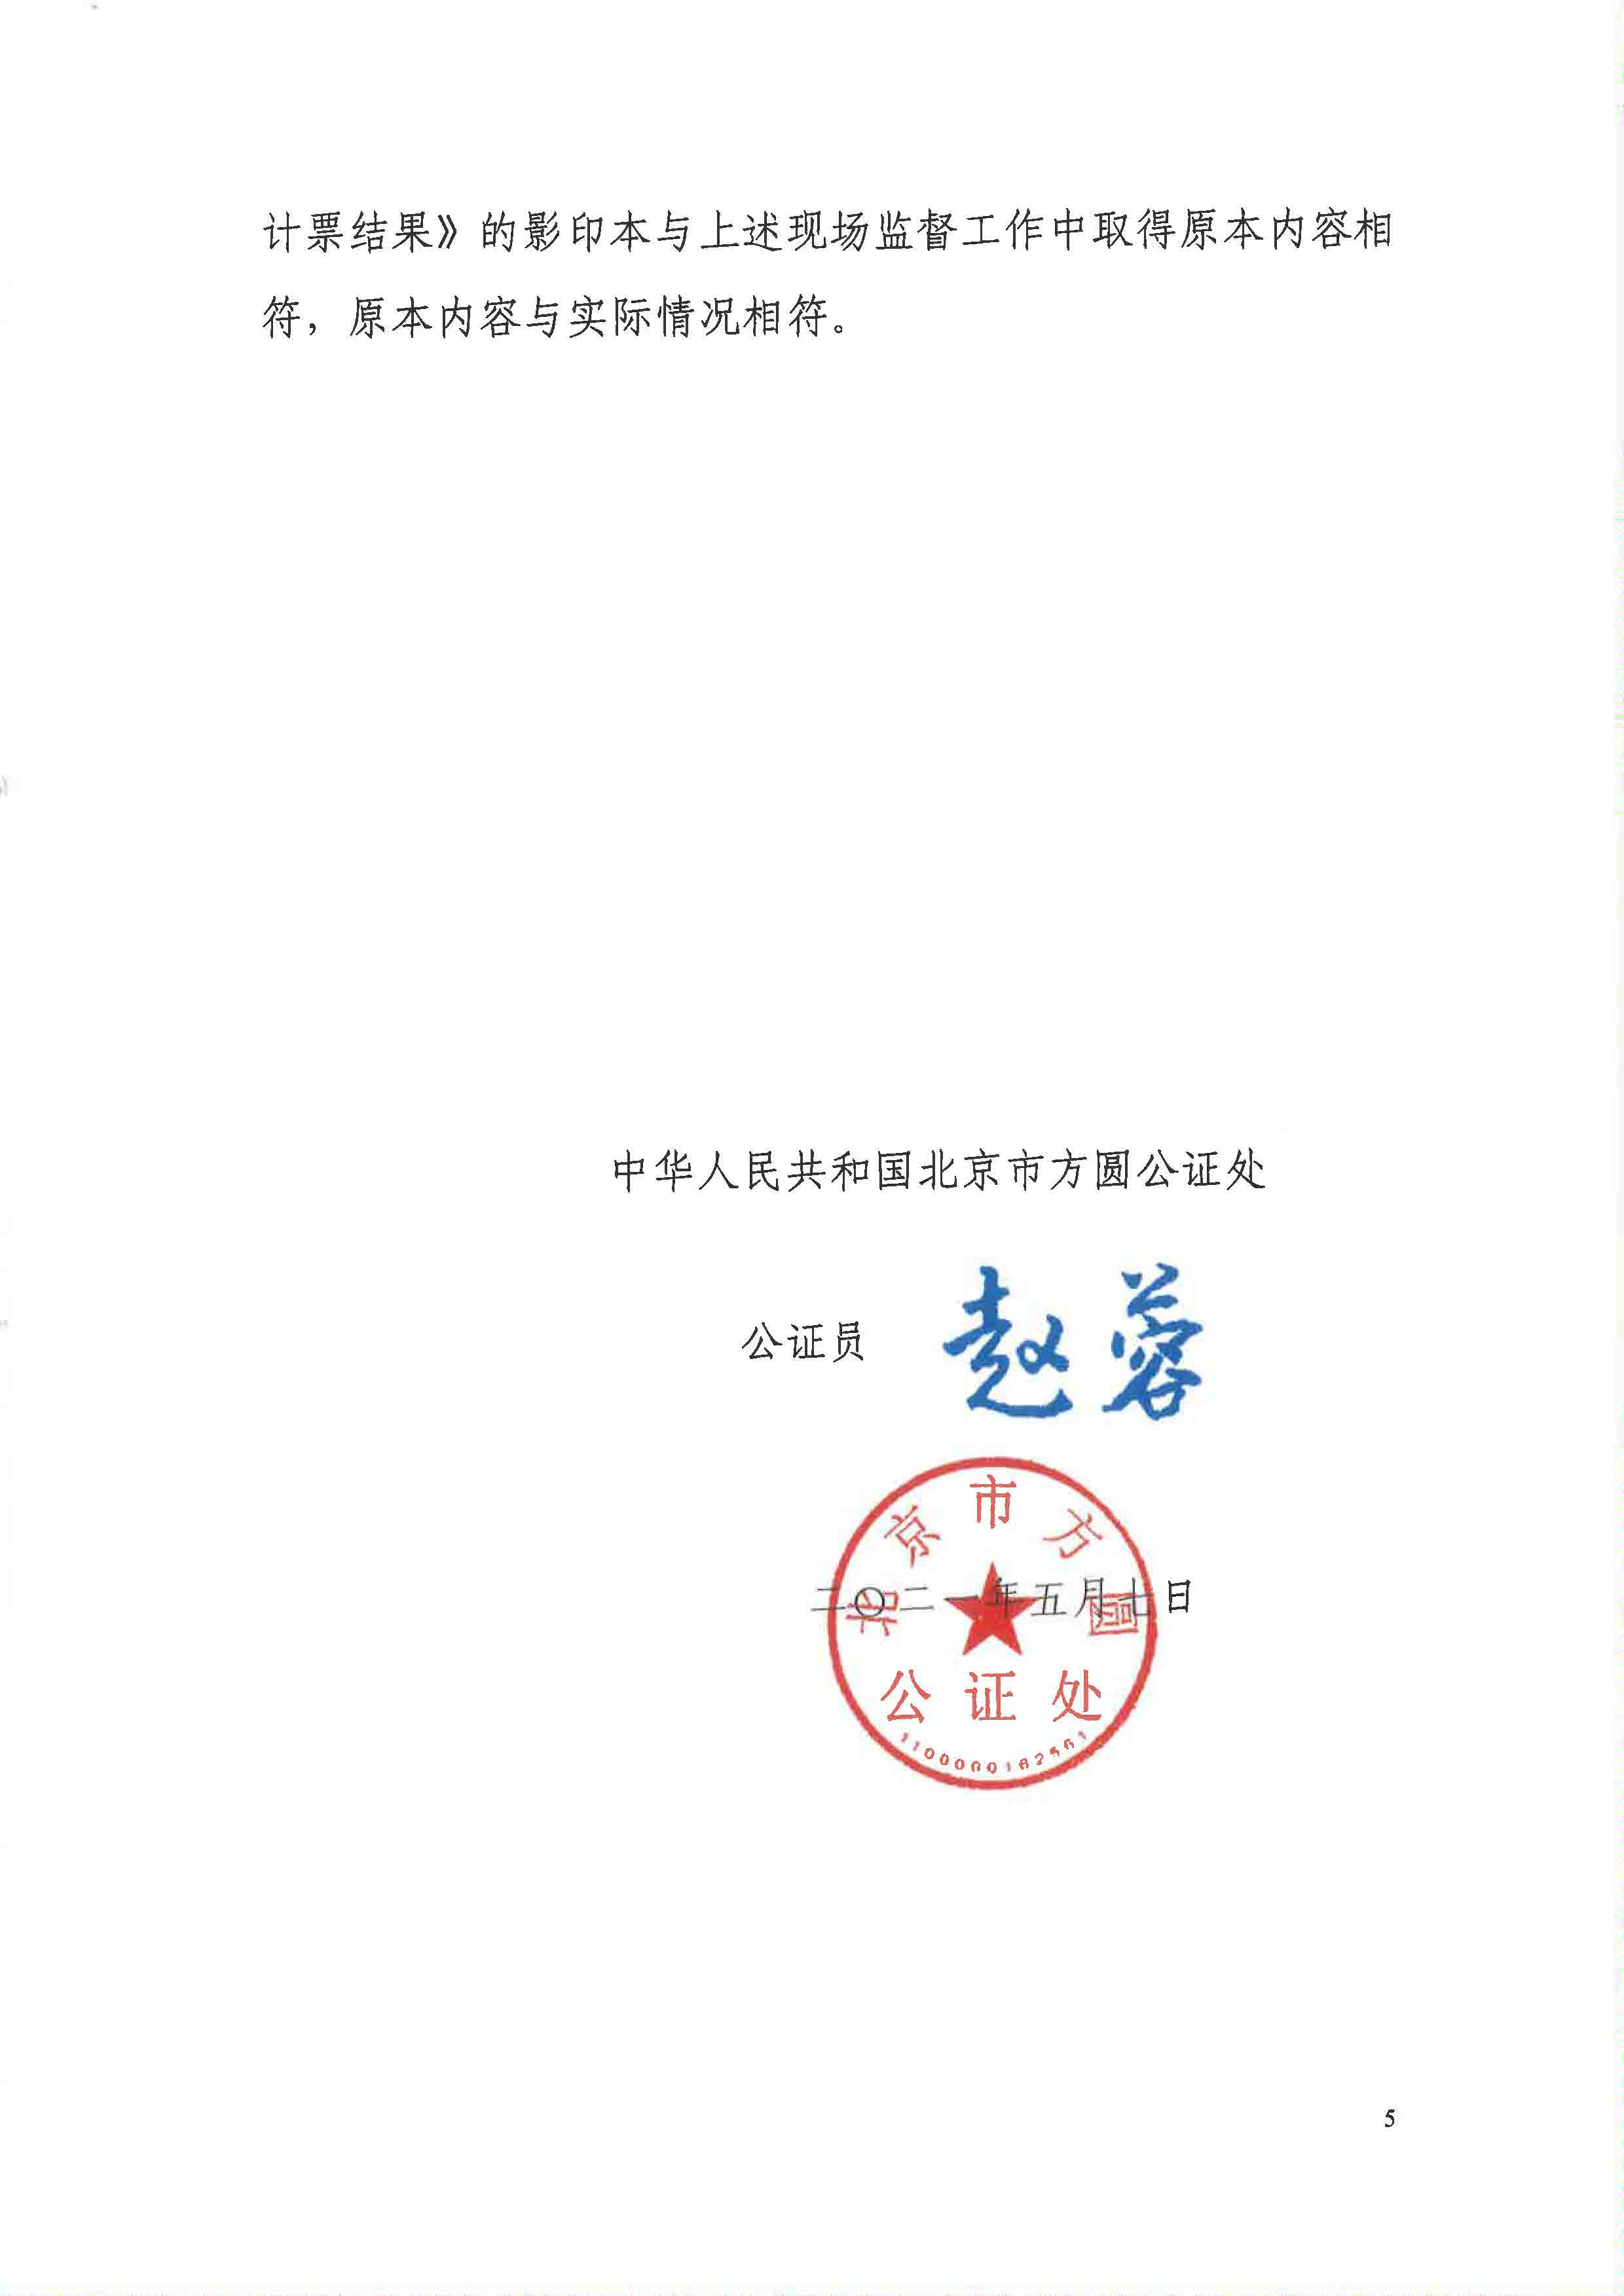 计票结果》的影印本与上述现场监督工作中取得原本内容相
符，原本内容与实际情况相符。
中华人民共和国北京市方圆公证处
公证员 赵蓉
二〇二一年五月七日
北京市方圆
公证处
1100000162561
5